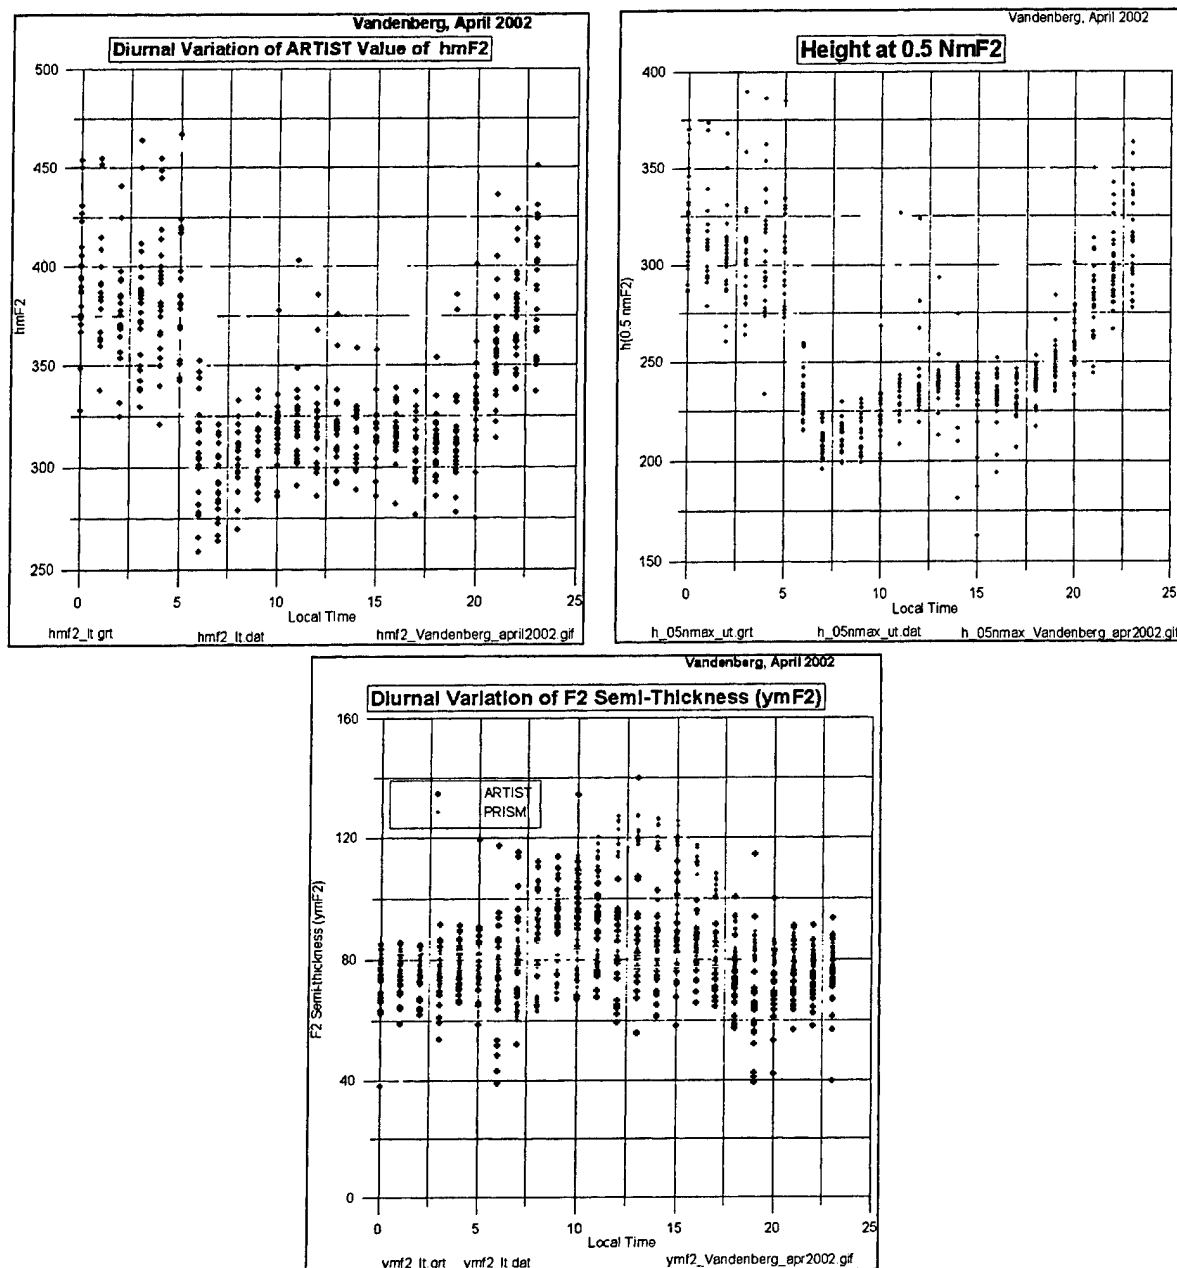 Vandenberg, April 2002
Diurnal Variation of ARTIST Value of hmF2
500
450
400
350
300
250
hmF2
0 5 10 15 20 25
Local Time
hmf2_lt.grt hmf2_lt.dat hmf2_Vandenberg_april2002.gif
Vandenberg, April 2002
Height at 0.5 NmF2
400
350
300
250
200
150
h(0.5 nmF2)
0 5 10 15 20 25
Local Time
h_05nmax_ut.grt h_05nmax_ut.dat h_05nmax_Vandenberg_apr2002.gif
Vandenberg, April 2002
Diurnal Variation of F2 Semi-Thickness (ymF2)
160
120
80
40
0
F2 Semi-thickness (ymF2)
ARTIST
PRISM
0 5 10 15 20 25
Local Time
ymf2_lt.grt ymf2_lt.dat ymf2_Vandenberg_apr2002.gif